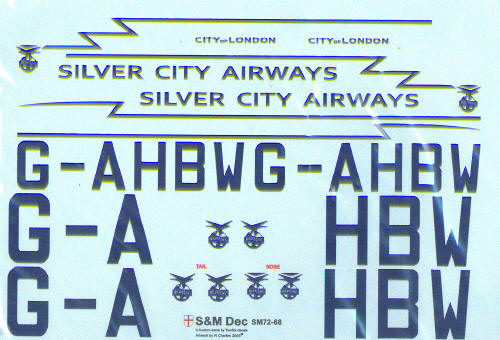 CITY OF LONDON CITY OF LONDON
SILVER CITY AIRWAYS
SILVER CITY AIRWAYS
G-AHBW G-AHBW
G-A HBW
TAIL NOSE
G-A HBW
S&M Dec SM72-68